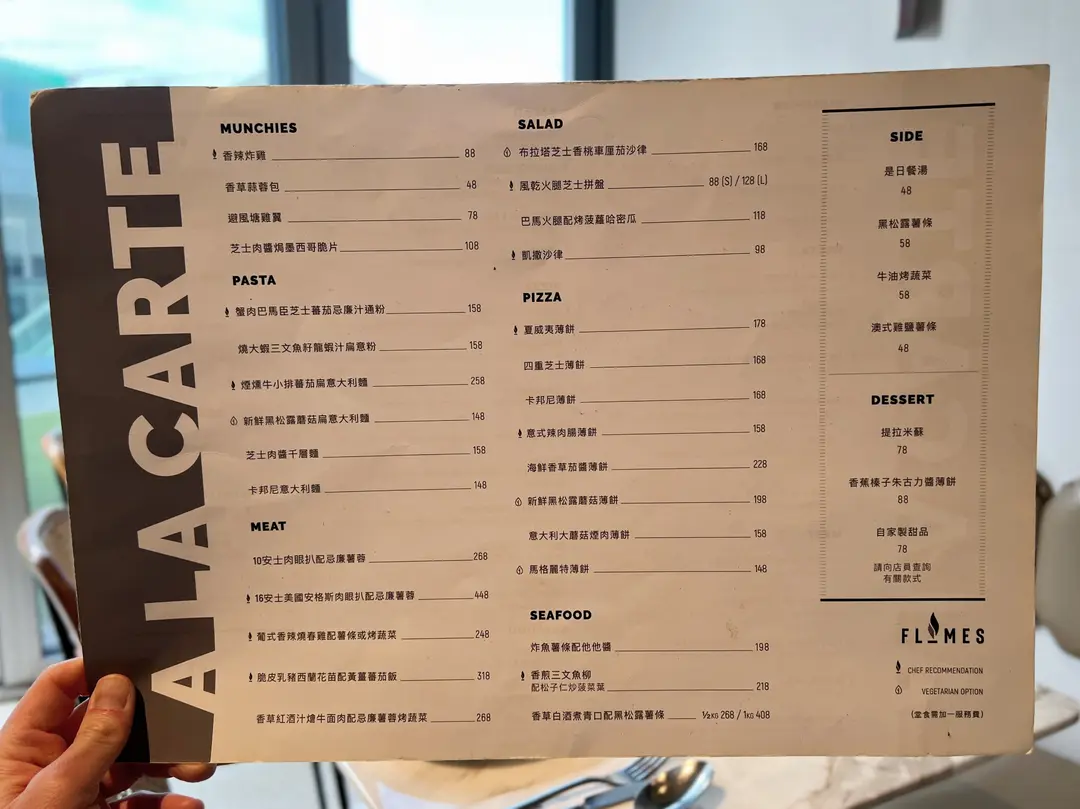 A LA CARTE
MUNCHIES
香辣炸雞 88
香草蒜蓉包 48
避風塘雞翼 78
芝士肉醬焗墨西哥脆片 108
PASTA
蟹肉巴馬臣芝士蕃茄忌廉汁通粉 158
燒大蝦三文魚籽龍蝦汁扁意粉 158
煙燻牛小排蕃茄扁意大利麵 258
新鮮黑松露蘑菇扁意大利麵 148
芝士肉醬千層麵 158
卡邦尼意大利麵 148
MEAT
10安士肉眼扒配忌廉薯蓉 268
16安士美國安格斯肉眼扒配忌廉薯蓉 448
葡式香辣燒春雞配薯條或烤蔬菜 248
脆皮乳豬西蘭花苗配黃薑蕃茄飯 318
香草紅酒汁燴牛面肉配忌廉薯蓉烤蔬菜 268
SALAD
布拉塔芝士香桃車厘茄沙律 168
風乾火腿芝士拼盤 88 (S) / 128 (L)
巴馬火腿配烤菠蘿哈密瓜 118
凱撒沙律 98
PIZZA
夏威夷薄餅 178
四重芝士薄餅 168
卡邦尼薄餅 168
意式辣肉腸薄餅 158
海鮮香草茄醬薄餅 228
新鮮黑松露蘑菇薄餅 198
意大利大蘑菇煙肉薄餅 158
馬格麗特薄餅 148
SEAFOOD
炸魚薯條配他他醬 198
香煎三文魚柳
配松子仁炒菠菜葉 218
香草白酒煮青口配黑松露薯條 ½KG 268 / 1KG 408
SIDE
是日餐湯
48
黑松露薯條
58
牛油烤蔬菜
58
澳式雞鹽薯條
48
DESSERT
提拉米蘇
78
香蕉榛子朱古力醬薄餅
88
自家製甜品
78
請向店員查詢
有關款式
FLAMES
CHEF RECOMMENDATION
VEGETARIAN OPTION
(堂食需加一服務費)